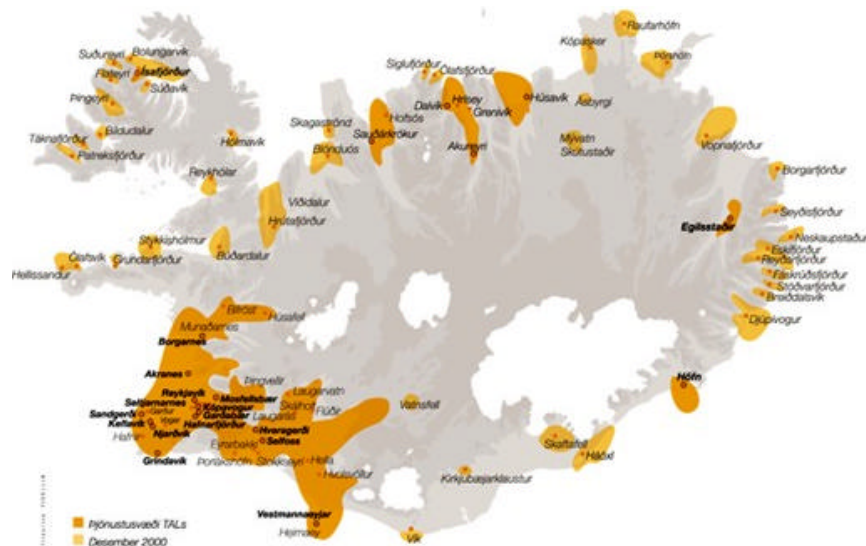 Raufarhöfn
Kópasker
Þórshöfn
Bolungarvík
Suðureyri
Ísafjörður
Flateyri
Súðavík
Þingeyri
Siglufjörður
Ólafsfjörður
Dalvík
Hrísey
Grenivík
Húsavík
Ásbyrgi
Hofsós
Skagaströnd
Sauðárkrókur
Bíldudalur
Táknafjörður
Patreksfjörður
Hólmavík
Blönduós
Akureyri
Mývatn
Skútustaðir
Vopnafjörður
Reykhólar
Borgarfjörður
Víðidalur
Hrútafjörður
Seyðisfjörður
Egilsstaðir
Stykkishólmur
Ólafsvík
Grundarfjörður
Búðardalur
Hellissandur
Neskaupstaður
Eskifjörður
Reyðarfjörður
Fáskrúðsfjörður
Stöðvarfjörður
Breiðdalsvík
Djúpivogur
Bifröst
Húsafell
Munaðarnes
Borgarnes
Akranes
Þingvellir
Höfn
Reykjavík
Mosfellsbær
Laugarvatn
Seltjarnarnes
Kópavogur
Skálholt
Sandgerði
Garður
Garðabær
Laugarás
Flúðir
Vatnsfell
Keflavík
Vogar
Hafnarfjörður
Hveragerði
Hafnir
Njarðvík
Selfoss
Eyrarbakki
Grindavík
Þorlákshöfn
Stokkseyri
Hella
Hvolsvöllur
Skaftafell
Háöxl
Kirkjubæjarklaustur
Vestmannaeyjar
Heimaey
Vík
Þjónustusvæði TALs
Desember 2000